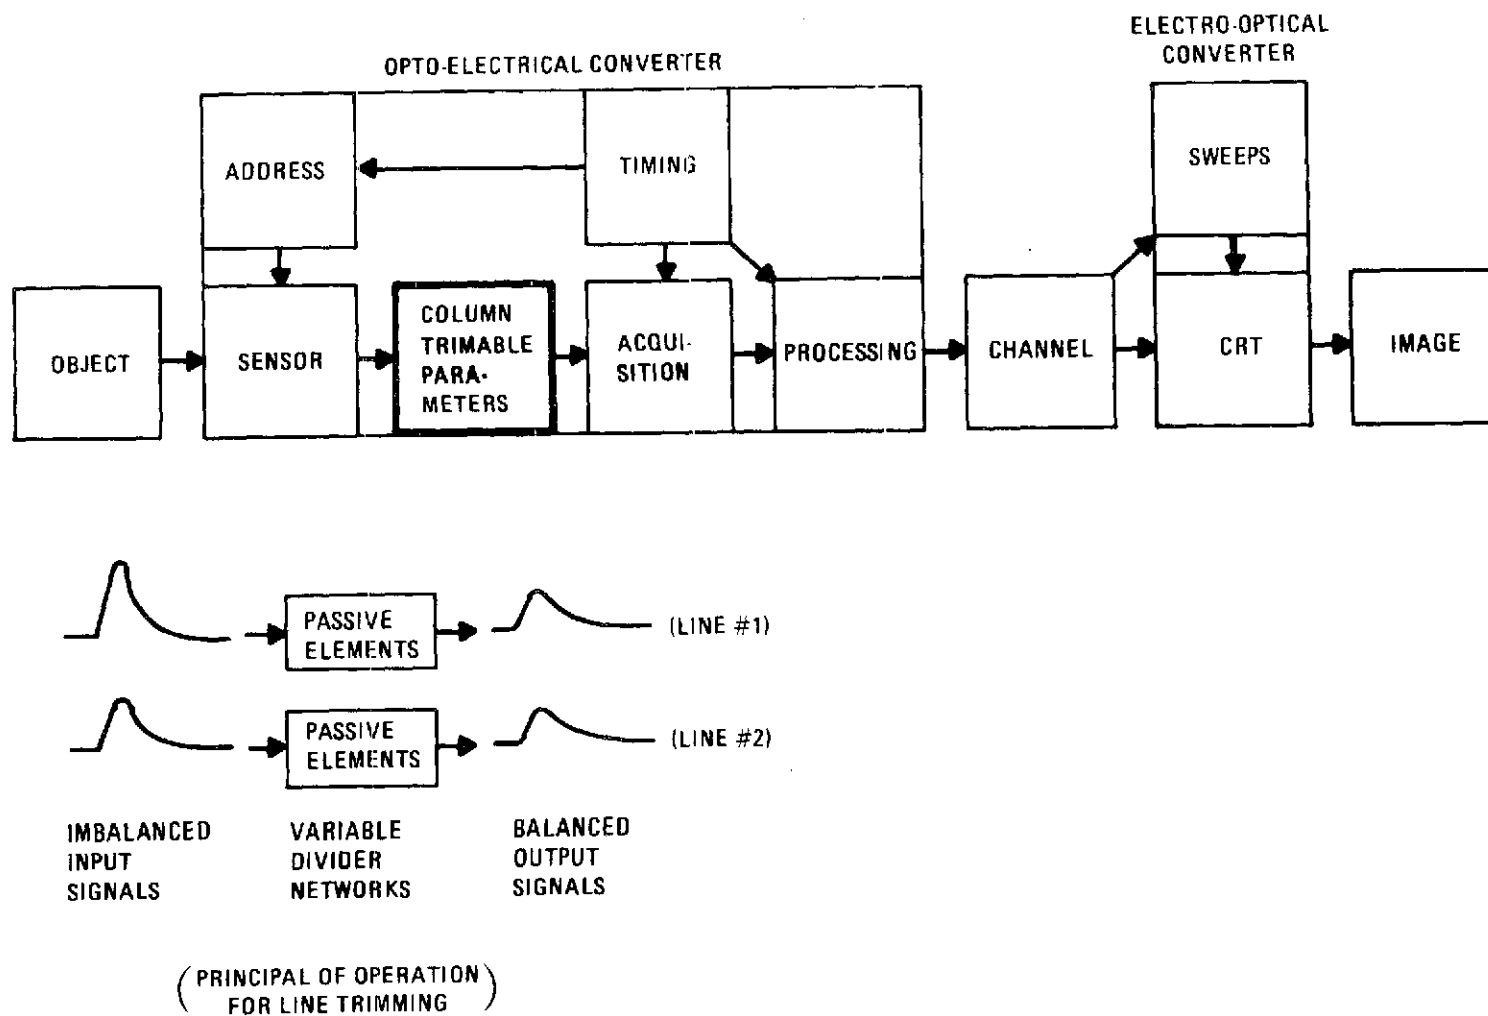 ELECTRO-OPTICAL
CONVERTER
OPTO-ELECTRICAL CONVERTER
ADDRESS
TIMING
SWEEPS
OBJECT
SENSOR
COLUMN
TRIMABLE
PARA-
METERS
ACQUI-
SITION
PROCESSING
CHANNEL
CRT
IMAGE
PASSIVE
ELEMENTS
(LINE #1)
PASSIVE
ELEMENTS
(LINE #2)
IMBALANCED
INPUT
SIGNALS
VARIABLE
DIVIDER
NETWORKS
BALANCED
OUTPUT
SIGNALS
(PRINCIPAL OF OPERATION
FOR LINE TRIMMING)